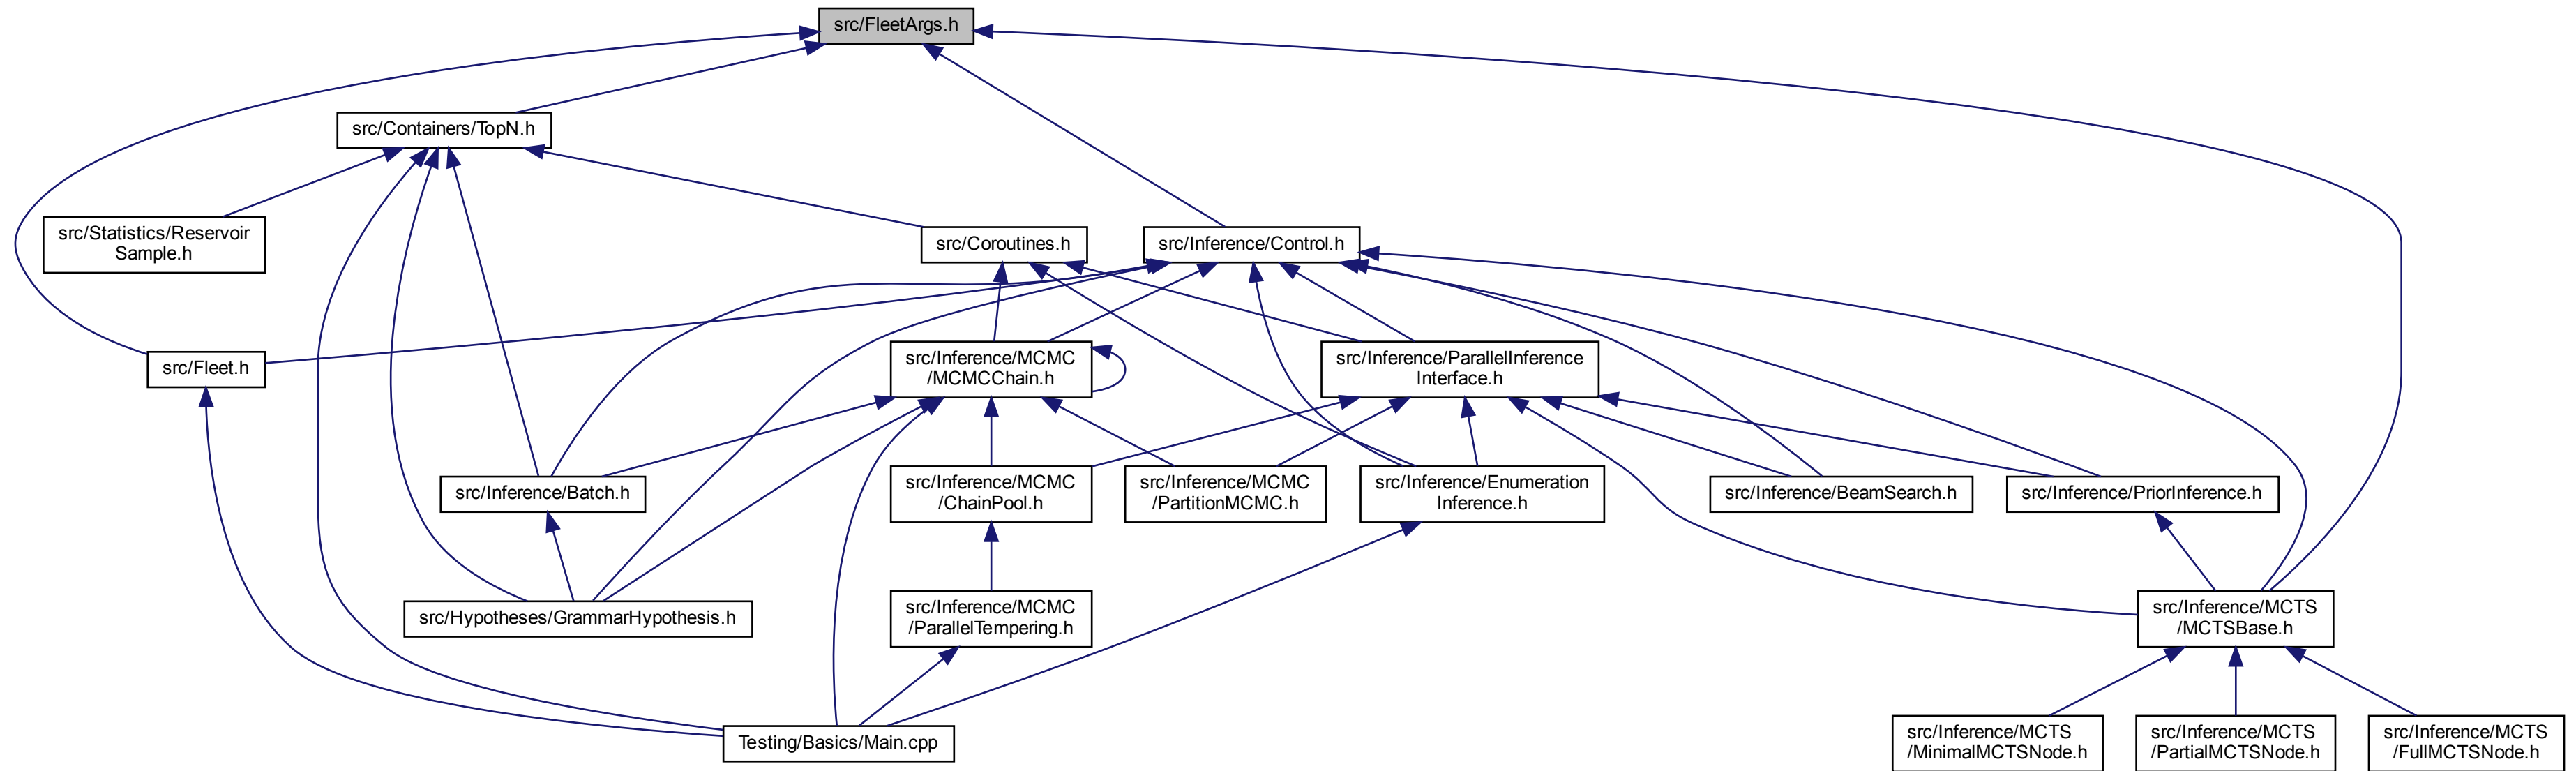 src/FleetArgs.h
src/Containers/TopN.h
src/Statistics/Reservoir
Sample.h
src/Coroutines.h
src/Inference/Control.h
src/Fleet.h
src/Inference/MCMC
/MCMCChain.h
src/Inference/ParallelInference
Interface.h
src/Inference/Batch.h
src/Inference/MCMC
/ChainPool.h
src/Inference/MCMC
/PartitionMCMC.h
src/Inference/Enumeration
Inference.h
src/Inference/BeamSearch.h
src/Inference/PriorInference.h
src/Hypotheses/GrammarHypothesis.h
src/Inference/MCMC
/ParallelTempering.h
src/Inference/MCTS
/MCTSBase.h
Testing/Basics/Main.cpp
src/Inference/MCTS
/MinimalMCTSNode.h
src/Inference/MCTS
/PartialMCTSNode.h
src/Inference/MCTS
/FullMCTSNode.h